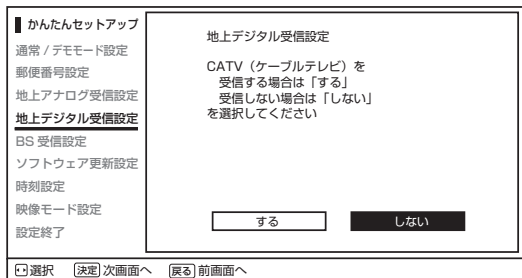 かんたんセットアップ
通常 / デモモード設定
郵便番号設定
地上アナログ受信設定
地上デジタル受信設定
BS 受信設定
ソフトウェア更新設定
時刻設定
映像モード設定
設定終了
地上デジタル受信設定
CATV（ケーブルテレビ）を
受信する場合は「する」
受信しない場合は「しない」
を選択してください
する しない
選択 決定 次画面へ 戻る 前画面へ